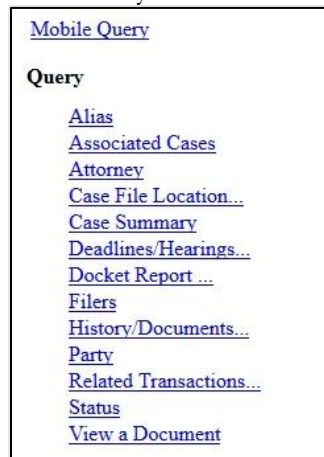 Mobile Query
Query
Alias
Associated Cases
Attorney
Case File Location...
Case Summary
Deadlines/Hearings...
Docket Report ...
Filers
History/Documents...
Party
Related Transactions...
Status
View a Document